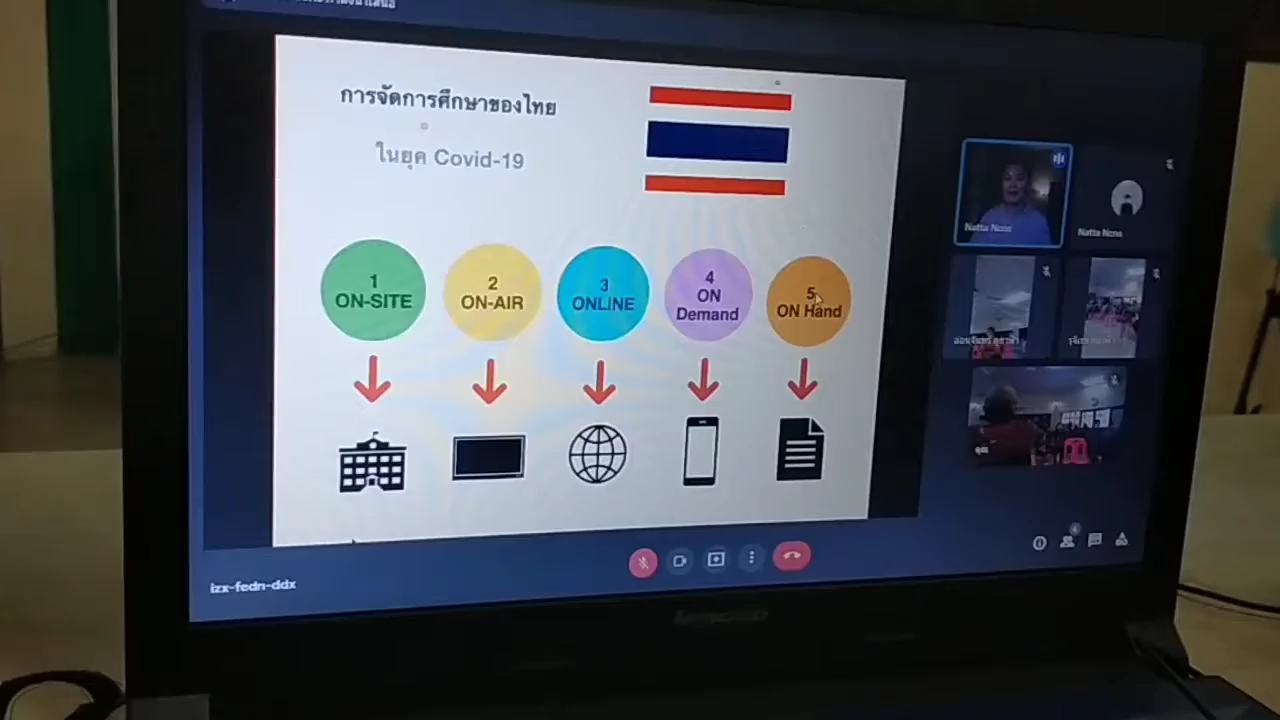 การจัดการศึกษาของไทย
ในยุค Covid-19
1
ON-SITE
2
ON-AIR
3
ONLINE
4
ON
Demand
5
ON Hand
Natta Nons
Natta Nons
izx-fedn-ddx